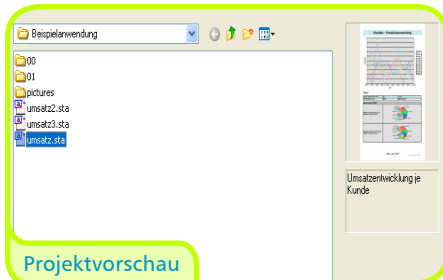 Beispielanwendung
00
01
pictures
umsatz2.sta
umsatz3.sta
umsatz.sta
Umsatzentwicklung je
Kunde
Projektvorschau